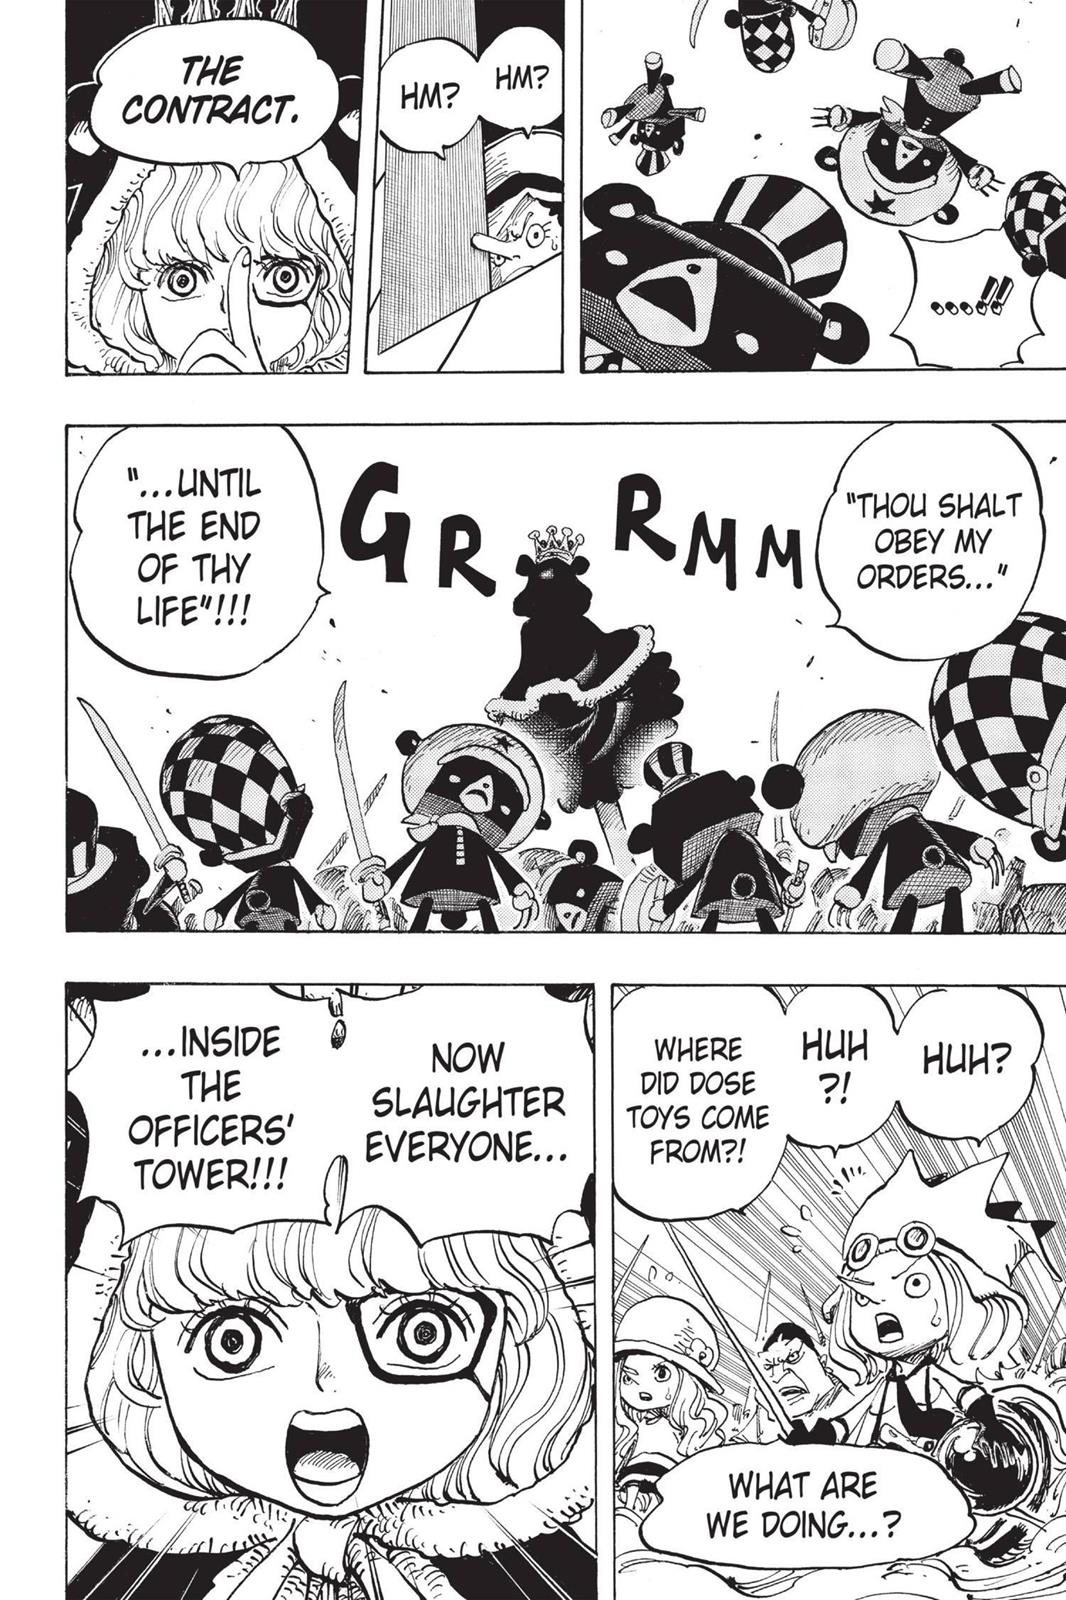 ....!!
HM?
HM?
THE
CONTRACT.
"THOU SHALT
OBEY MY
ORDERS..."
GRRMM
"...UNTIL
THE END
OF THY
LIFE"!!!
HUH?
HUH
?!
WHERE
DID DOSE
TOYS COME
FROM?!
WHAT ARE
WE DOING...?
NOW
SLAUGHTER
EVERYONE...
...INSIDE
THE
OFFICERS'
TOWER!!!